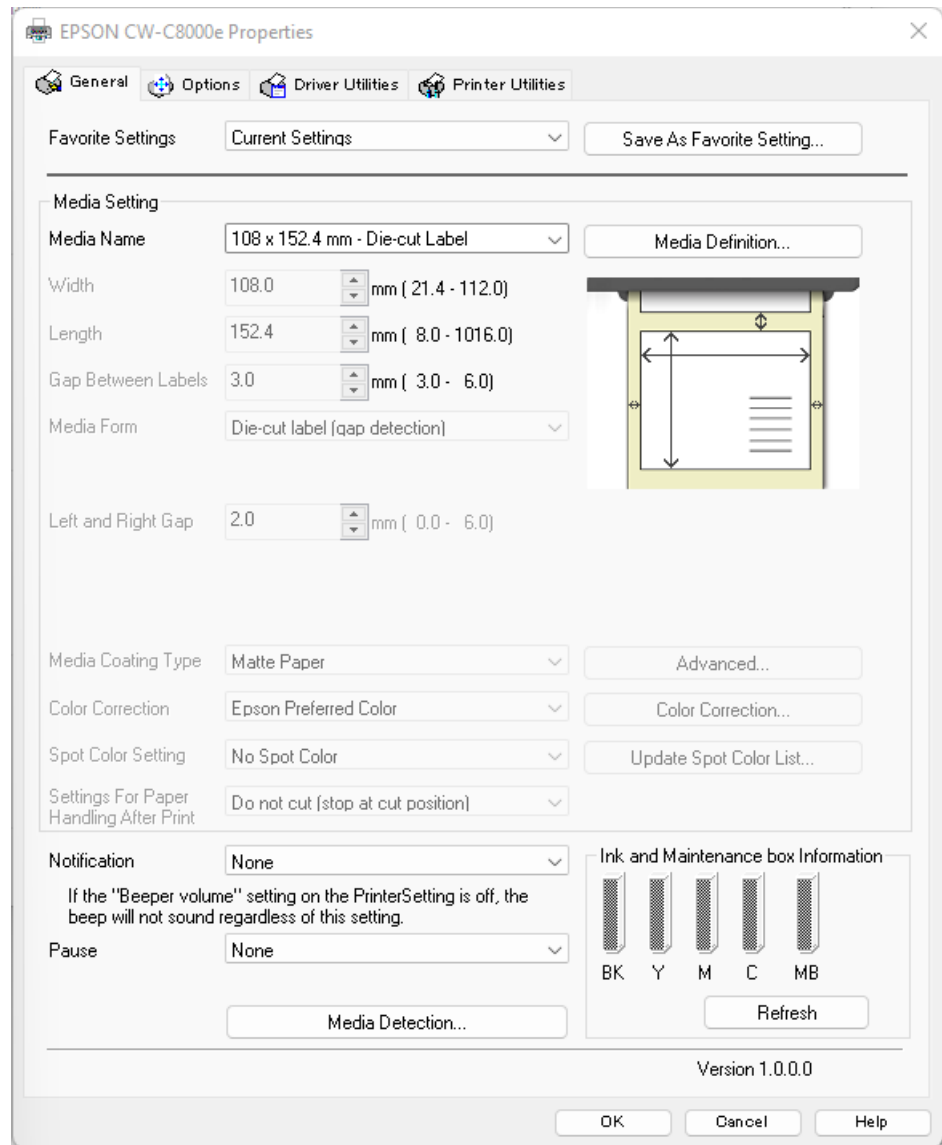 EPSON CW-C8000e Properties
General Options Driver Utilities Printer Utilities
Favorite Settings Current Settings Save As Favorite Setting...
Media Setting
Media Name 108 x 152.4 mm - Die-cut Label Media Definition...
Width 108.0 mm ( 21.4 - 112.0)
Length 152.4 mm ( 8.0 - 1016.0)
Gap Between Labels 3.0 mm ( 3.0 - 6.0)
Media Form Die-cut label (gap detection)
Left and Right Gap 2.0 mm ( 0.0 - 6.0)
Media Coating Type Matte Paper Advanced...
Color Correction Epson Preferred Color Color Correction...
Spot Color Setting No Spot Color Update Spot Color List...
Settings For Paper
Handling After Print Do not cut (stop at cut position)
Notification None
If the "Beeper volume" setting on the PrinterSetting is off, the
beep will not sound regardless of this setting.
Pause None
Media Detection...
Ink and Maintenance box Information
BK Y M C MB
Refresh
Version 1.0.0.0
OK Cancel Help